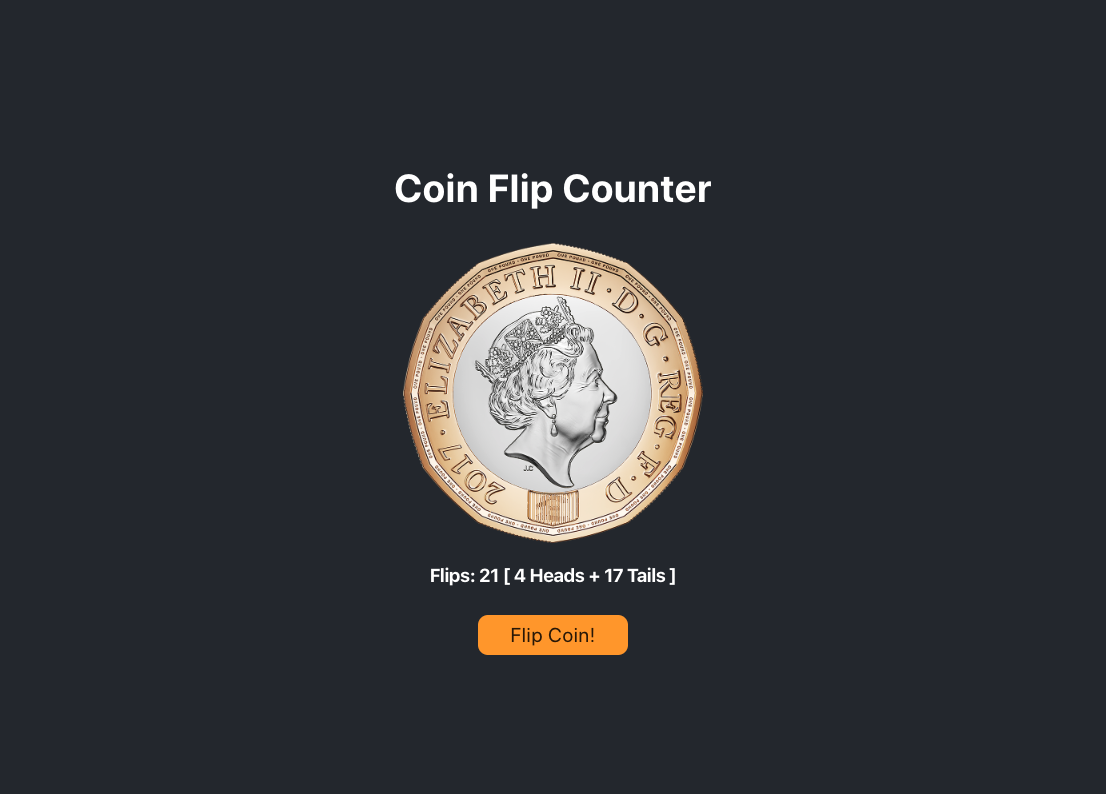 Coin Flip Counter
2017 · ELIZABETH II · D · G · REG · F · D
J.C
Flips: 21 [ 4 Heads + 17 Tails ]
Flip Coin!